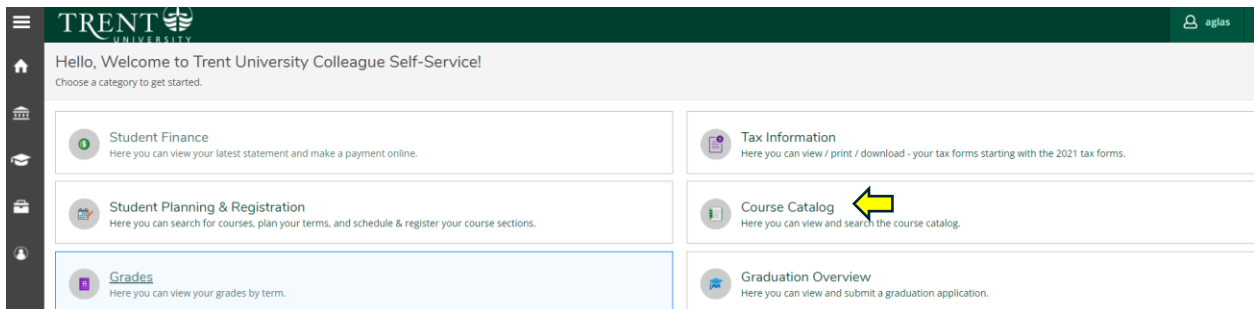 TRENT
UNIVERSITY
aglas
Hello, Welcome to Trent University Colleague Self-Service!
Choose a category to get started.
Student Finance
Here you can view your latest statement and make a payment online.
Tax Information
Here you can view / print / download - your tax forms starting with the 2021 tax forms.
Student Planning & Registration
Here you can search for courses, plan your terms, and schedule & register your course sections.
Course Catalog
Here you can view and search the course catalog.
Grades
Here you can view your grades by term.
Graduation Overview
Here you can view and submit a graduation application.